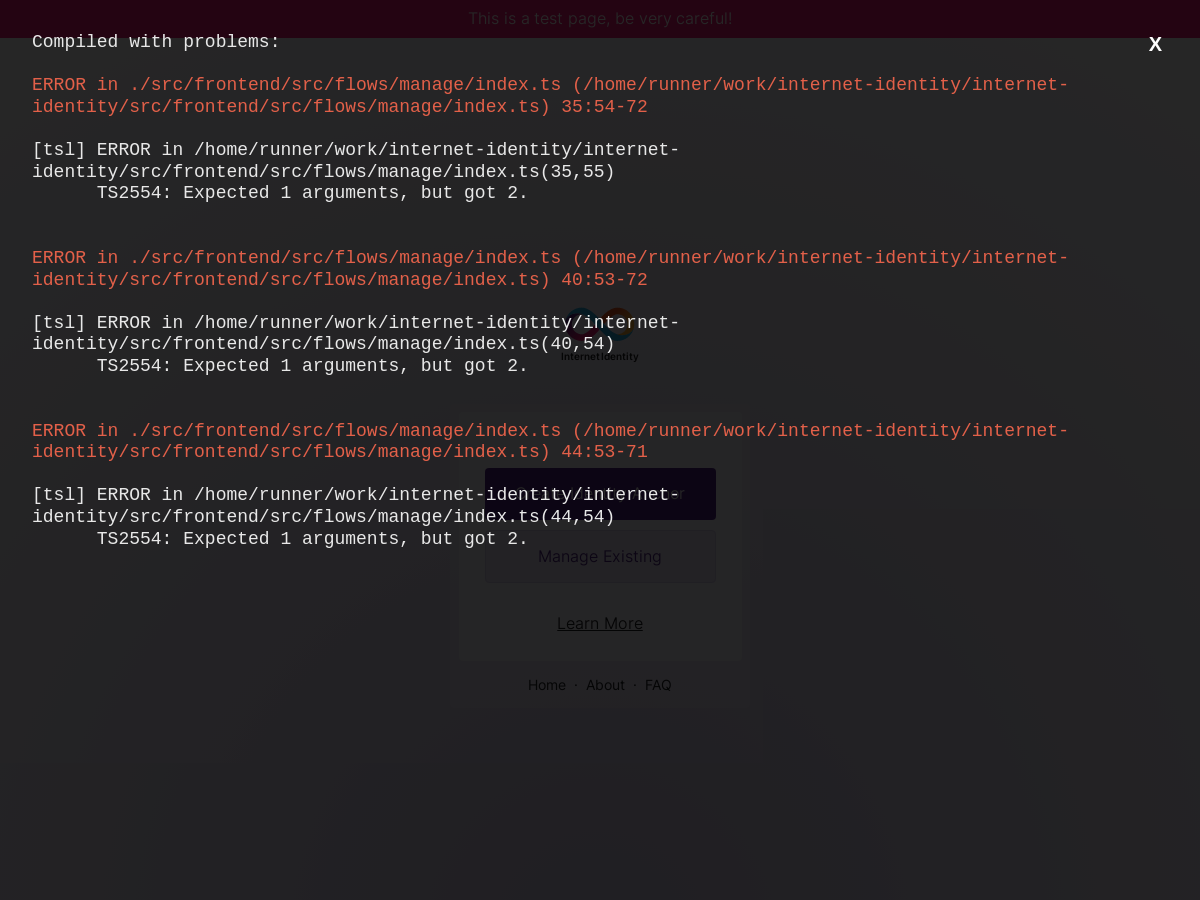 This is a test page, be very careful!
Compiled with problems:
X
ERROR in ./src/frontend/src/flows/manage/index.ts (/home/runner/work/internet-identity/internet-
identity/src/frontend/src/flows/manage/index.ts) 35:54-72
[tsl] ERROR in /home/runner/work/internet-identity/internet-
identity/src/frontend/src/flows/manage/index.ts(35,55)
TS2554: Expected 1 arguments, but got 2.
ERROR in ./src/frontend/src/flows/manage/index.ts (/home/runner/work/internet-identity/internet-
identity/src/frontend/src/flows/manage/index.ts) 40:53-72
[tsl] ERROR in /home/runner/work/internet-identity/internet-
identity/src/frontend/src/flows/manage/index.ts(40,54)
Internet Identity
TS2554: Expected 1 arguments, but got 2.
ERROR in ./src/frontend/src/flows/manage/index.ts (/home/runner/work/internet-identity/internet-
identity/src/frontend/src/flows/manage/index.ts) 44:53-71
[tsl] ERROR in /home/runner/work/internet-identity/internet-
identity/src/frontend/src/flows/manage/index.ts(44,54)
TS2554: Expected 1 arguments, but got 2.
Manage Existing
Learn More
Home · About · FAQ